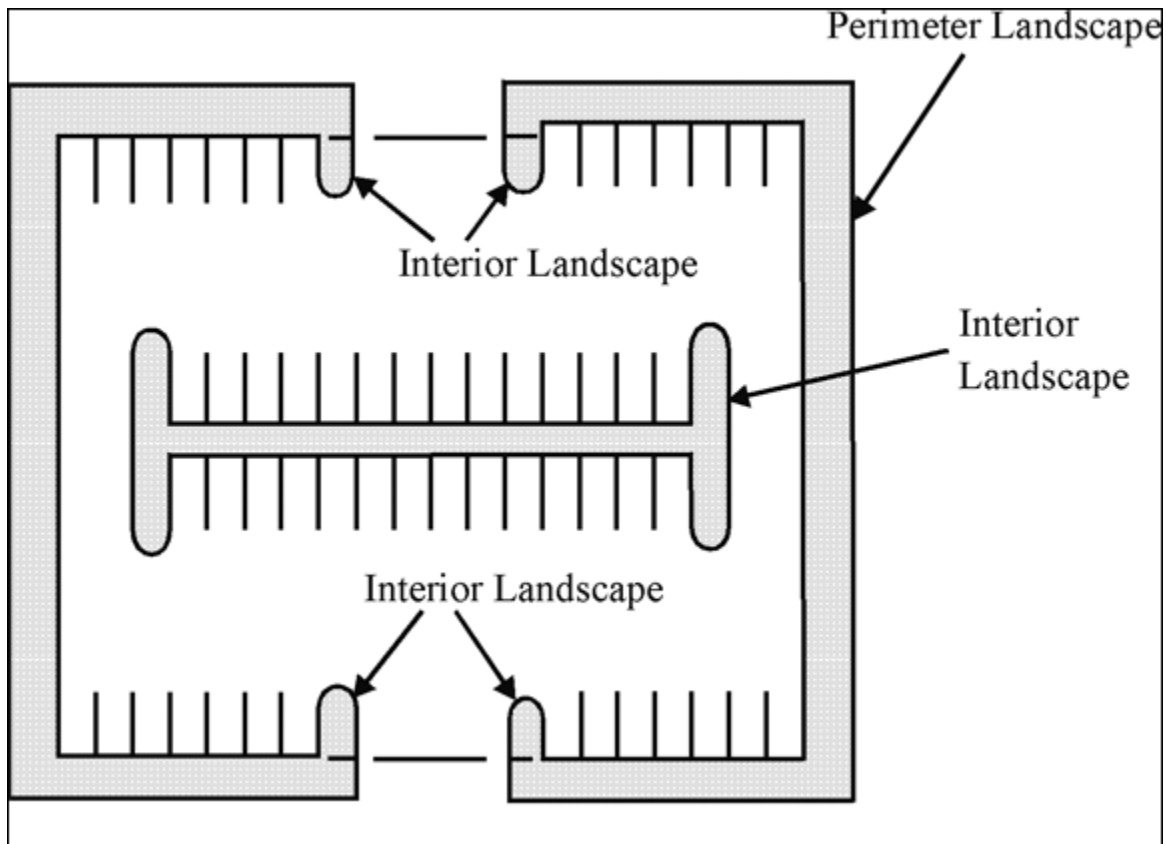 Perimeter Landscape
Interior Landscape
Interior
Landscape
Interior Landscape